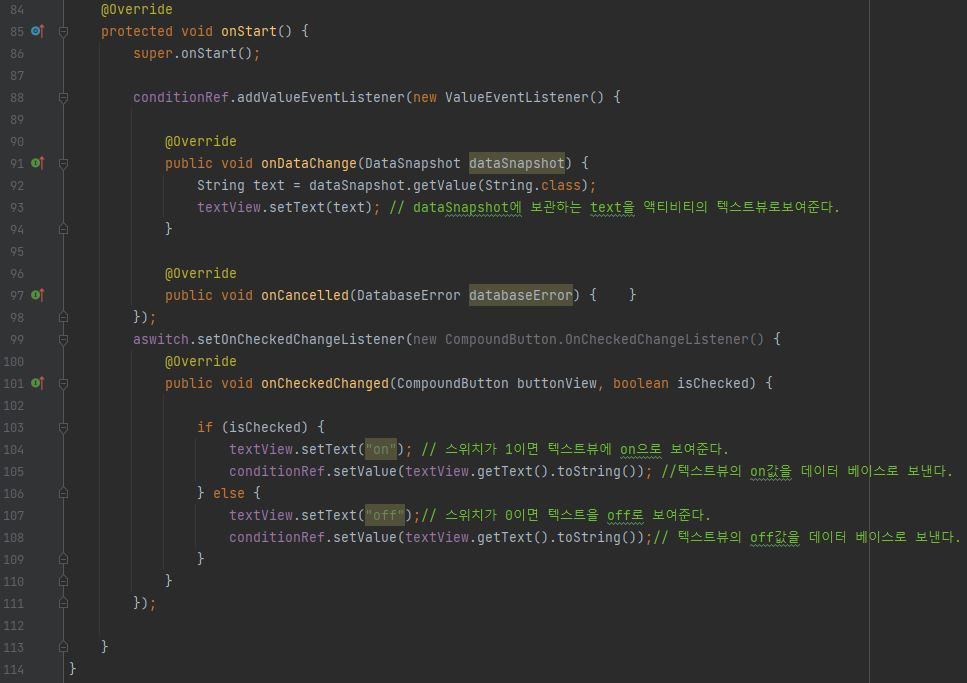 84 @Override
85 protected void onStart() {
86 super.onStart();
87
88 conditionRef.addValueEventListener(new ValueEventListener() {
89
90 @Override
91 public void onDataChange(DataSnapshot dataSnapshot) {
92 String text = dataSnapshot.getValue(String.class);
93 textView.setText(text); // dataSnapshot에 보관하는 text을 액티비티의 텍스트뷰로보여준다.
94 }
95
96 @Override
97 public void onCancelled(DatabaseError databaseError) { }
98 });
99 aswitch.setOnCheckedChangeListener(new CompoundButton.OnCheckedChangeListener() {
100 @Override
101 public void onCheckedChanged(CompoundButton buttonView, boolean isChecked) {
102
103 if (isChecked) {
104 textView.setText("on"); // 스위치가 1이면 텍스트뷰에 on으로 보여준다.
105 conditionRef.setValue(textView.getText().toString()); //텍스트뷰의 on값을 데이터 베이스로 보낸다.
106 } else {
107 textView.setText("off");// 스위치가 0이면 텍스트을 off로 보여준다.
108 conditionRef.setValue(textView.getText().toString());// 텍스트뷰의 off값을 데이터 베이스로 보낸다.
109 }
110 }
111 });
112
113 }
114 }